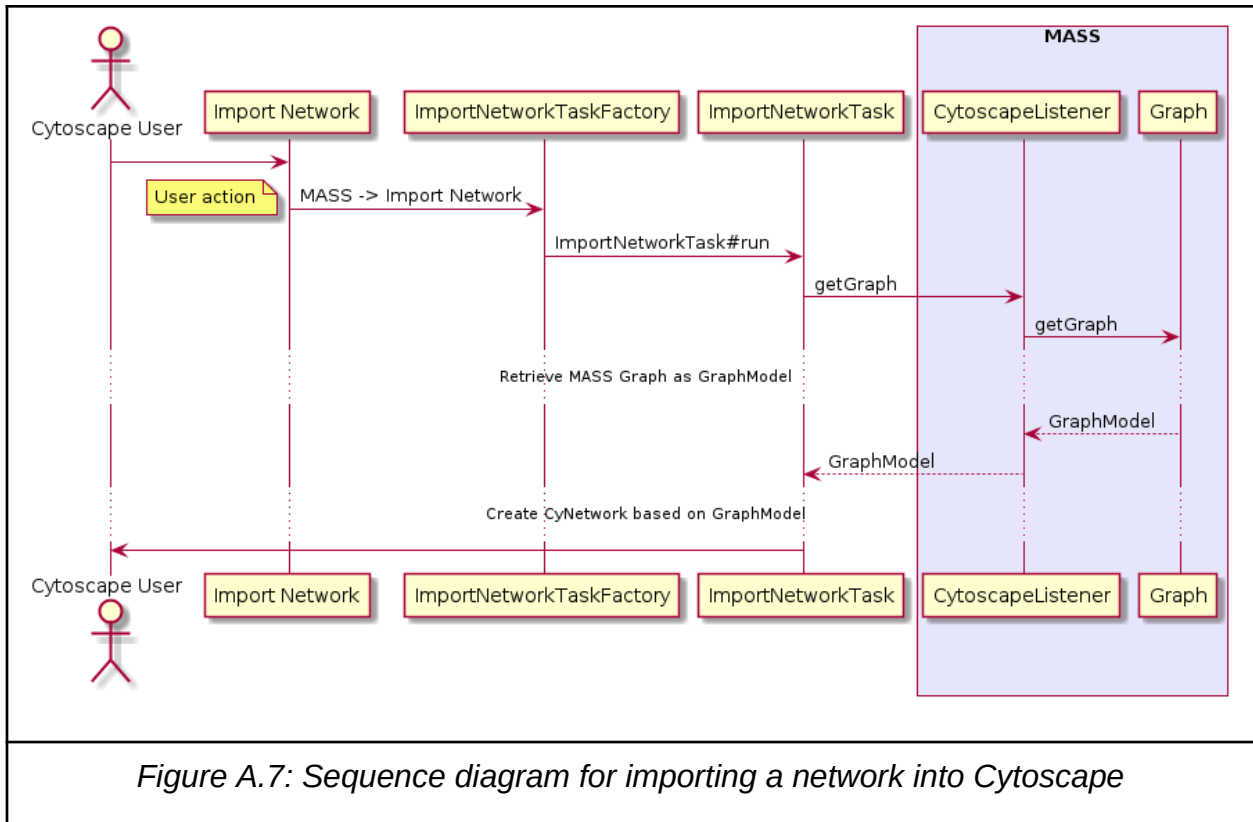 MASS
Cytoscape User
Import Network
ImportNetworkTaskFactory
ImportNetworkTask
CytoscapeListener
Graph
User action
MASS -> Import Network
ImportNetworkTask#run
getGraph
getGraph
Retrieve MASS Graph as GraphModel
GraphModel
GraphModel
Create CyNetwork based on GraphModel
Cytoscape User
Import Network
ImportNetworkTaskFactory
ImportNetworkTask
CytoscapeListener
Graph
Figure A.7: Sequence diagram for importing a network into Cytoscape